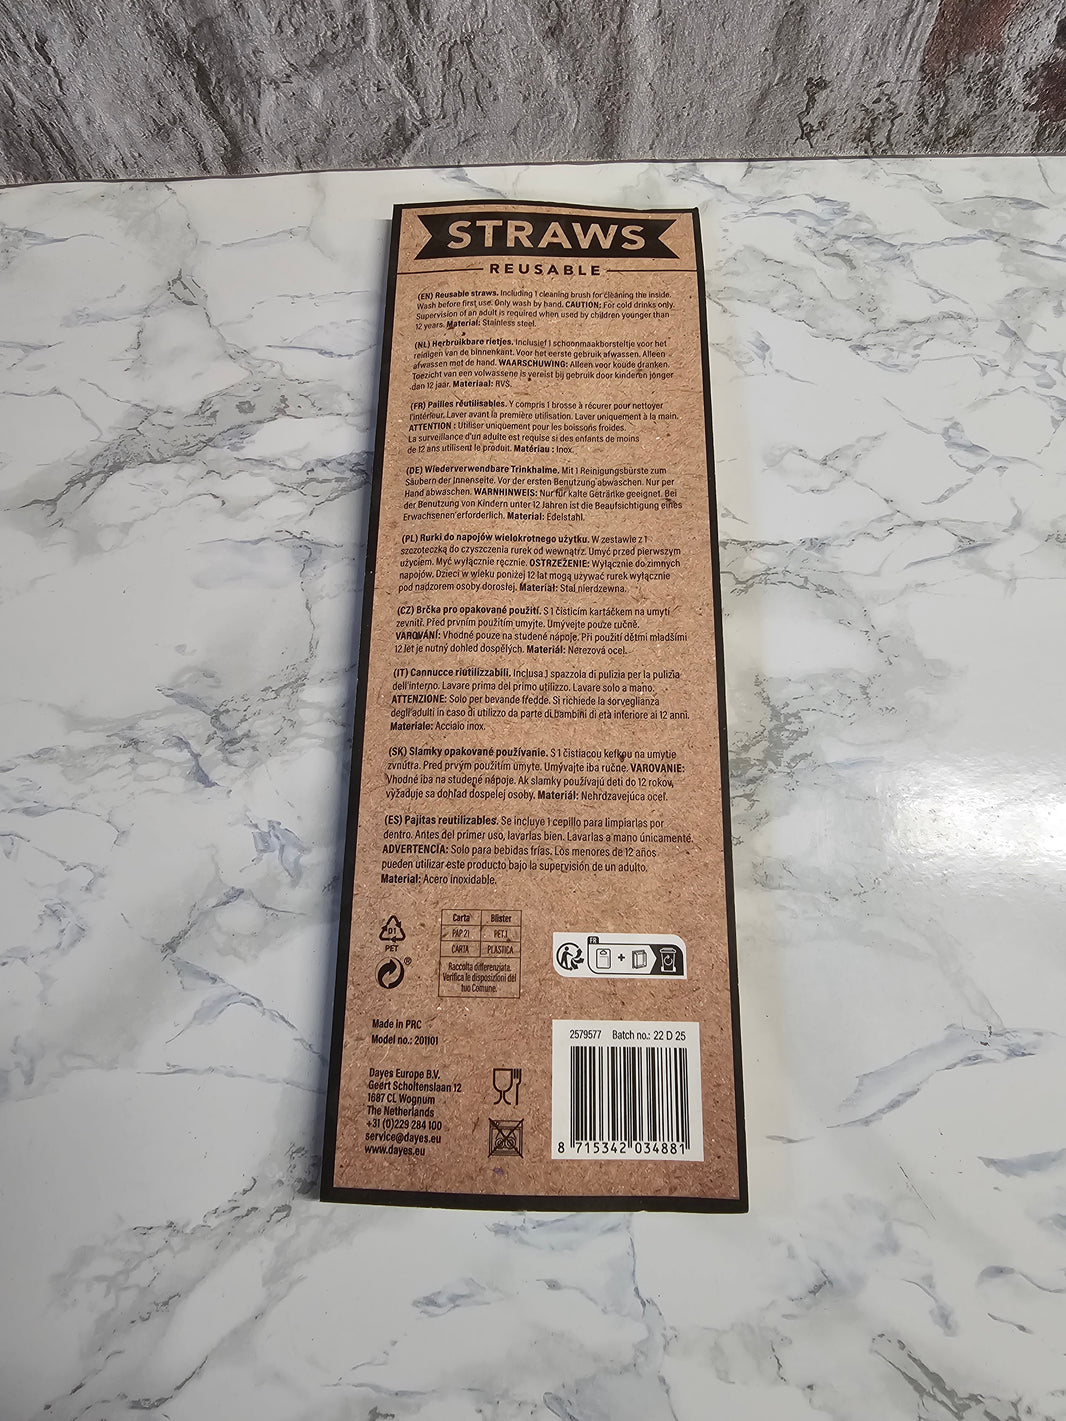 STRAWS
REUSABLE
(EN) Reusable straws. Including 1 cleaning brush for cleaning the inside.
Wash before first use. Only wash by hand. CAUTION: For cold drinks only.
Supervision of an adult is required when used by children younger than
12 years. Material: Stainless steel.
(NL) Herbruikbare rietjes. Inclusief 1 schoonmaakborsteltje voor het
reinigen van de binnenkant. Voor het eerste gebruik afwassen. Alleen
afwassen met de hand. WAARSCHUWING: Alleen voor koude dranken.
Toezicht van een volwassene is vereist bij gebruik door kinderen jonger
dan 12 jaar. Materiaal: RVS.
(FR) Pailles réutilisables. Y compris 1 brosse à récurer pour nettoyer
l'intérieur. Laver avant la première utilisation. Laver uniquement à la main.
ATTENTION : Utiliser uniquement pour les boissons froides.
La surveillance d'un adulte est requise si des enfants de moins
de 12 ans utilisent le produit. Matériau : Inox.
(DE) Wiederverwendbare Trinkhalme. Mit 1 Reinigungsbürste zum
Säubern der Innenseite. Vor der ersten Benutzung abwaschen. Nur per
Hand abwaschen. WARNHINWEIS: Nur für kalte Getränke geeignet. Bei
der Benutzung von Kindern unter 12 Jahren ist die Beaufsichtigung eines
Erwachsenen erforderlich. Material: Edelstahl.
(PL) Rurki do napojów wielokrotnego użytku. W zestawie z 1
szczoteczką do czyszczenia rurek od wewnątrz. Umyć przed pierwszym
użyciem. Myć wyłącznie ręcznie. OSTRZEŻENIE: Wyłącznie do zimnych
napojów. Dzieci w wieku poniżej 12 lat mogą używać rurek wyłącznie
pod nadzorem osoby dorosłej. Materiał: Stal nierdzewna.
(CZ) Brčka pro opakované použití. S 1 čisticím kartáčkem na umytí
zevnitř. Před prvním použitím umyjte. Umývejte pouze ručně.
VAROVÁNÍ: Vhodné pouze na studené nápoje. Při použití dětmi mladšími
12 let je nutný dohled dospělých. Materiál: Nerezová ocel.
(IT) Cannucce riutilizzabili. Inclusa 1 spazzola di pulizia per la pulizia
dell'interno. Lavare prima del primo utilizzo. Lavare solo a mano.
ATTENZIONE: Solo per bevande ffedde. Si richiede la sorveglianza
degli adulti in caso di utilizzo da parte di bambini di età inferiore ai 12 anni.
Materiale: Acciaio inox.
(SK) Slamky opakované používanie. S 1 čistiacou kefkou na umytie
zvnútra. Pred prvým použitím umyte. Umývajte iba ručne. VAROVANIE:
Vhodné iba na studené nápoje. Ak slamky používajú deti do 12 rokov,
vyžaduje sa dohľad dospelej osoby. Materiál: Nehrdzavejúca oceľ.
(ES) Pajitas reutilizables. Se incluye 1 cepillo para limpiarlas por
dentro. Antes del primer uso, lavarlas bien. Lavarlas a mano únicamente.
ADVERTENCIA: Solo para bebidas frías. Los menores de 12 años
pueden utilizar este producto bajo la supervisión de un adulto.
Material: Acero inoxidable.
01
PET
®
Carta Blister
PAP 21 PET 1
CARTA PLASTICA
Raccolta differenziata.
Verifica le disposizioni del
tuo Comune.
FR
+
Made in PRC
Model no.: 201101
Dayes Europe B.V.
Geert Scholtenslaan 12
1687 CL Wognum
The Netherlands
+31 (0)229 284 100
service@dayes.eu
www.dayes.eu
2579577 Batch no.: 22 D 25
8 715342 034881